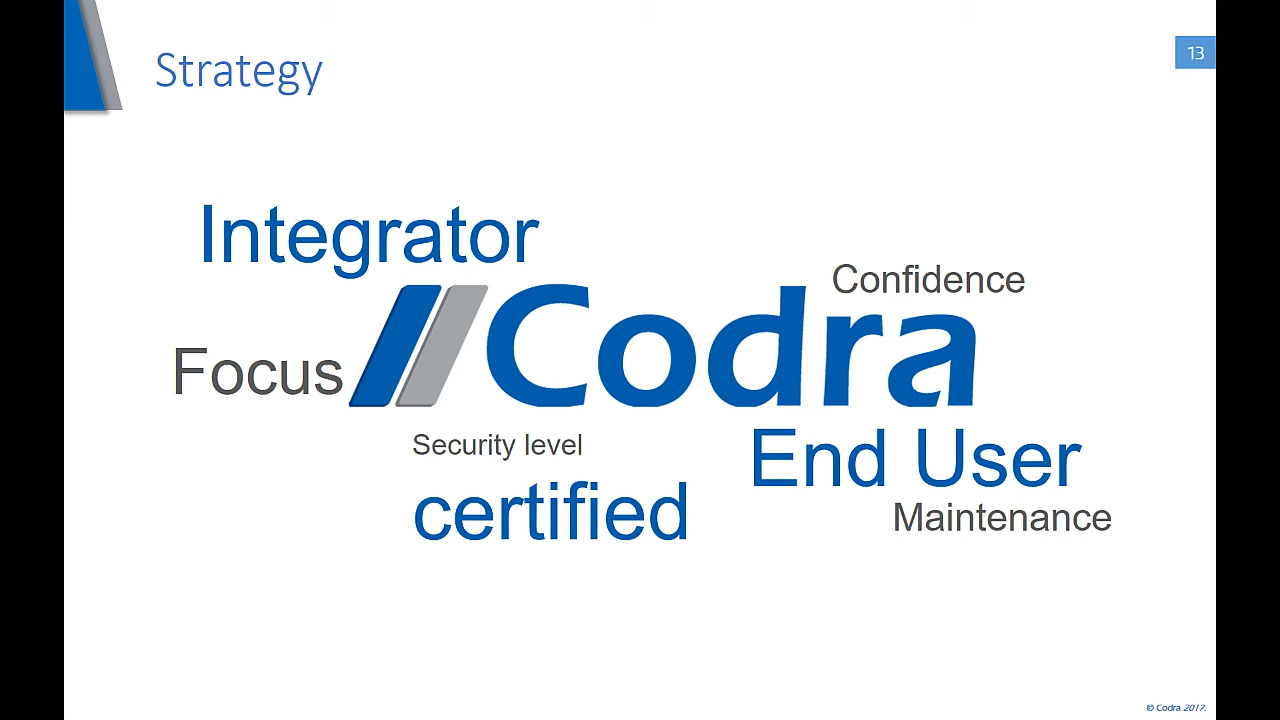 Strategy
13
Integrator
Confidence
Codra
Focus
Security level
End User
certified
Maintenance
© Codra 2017.